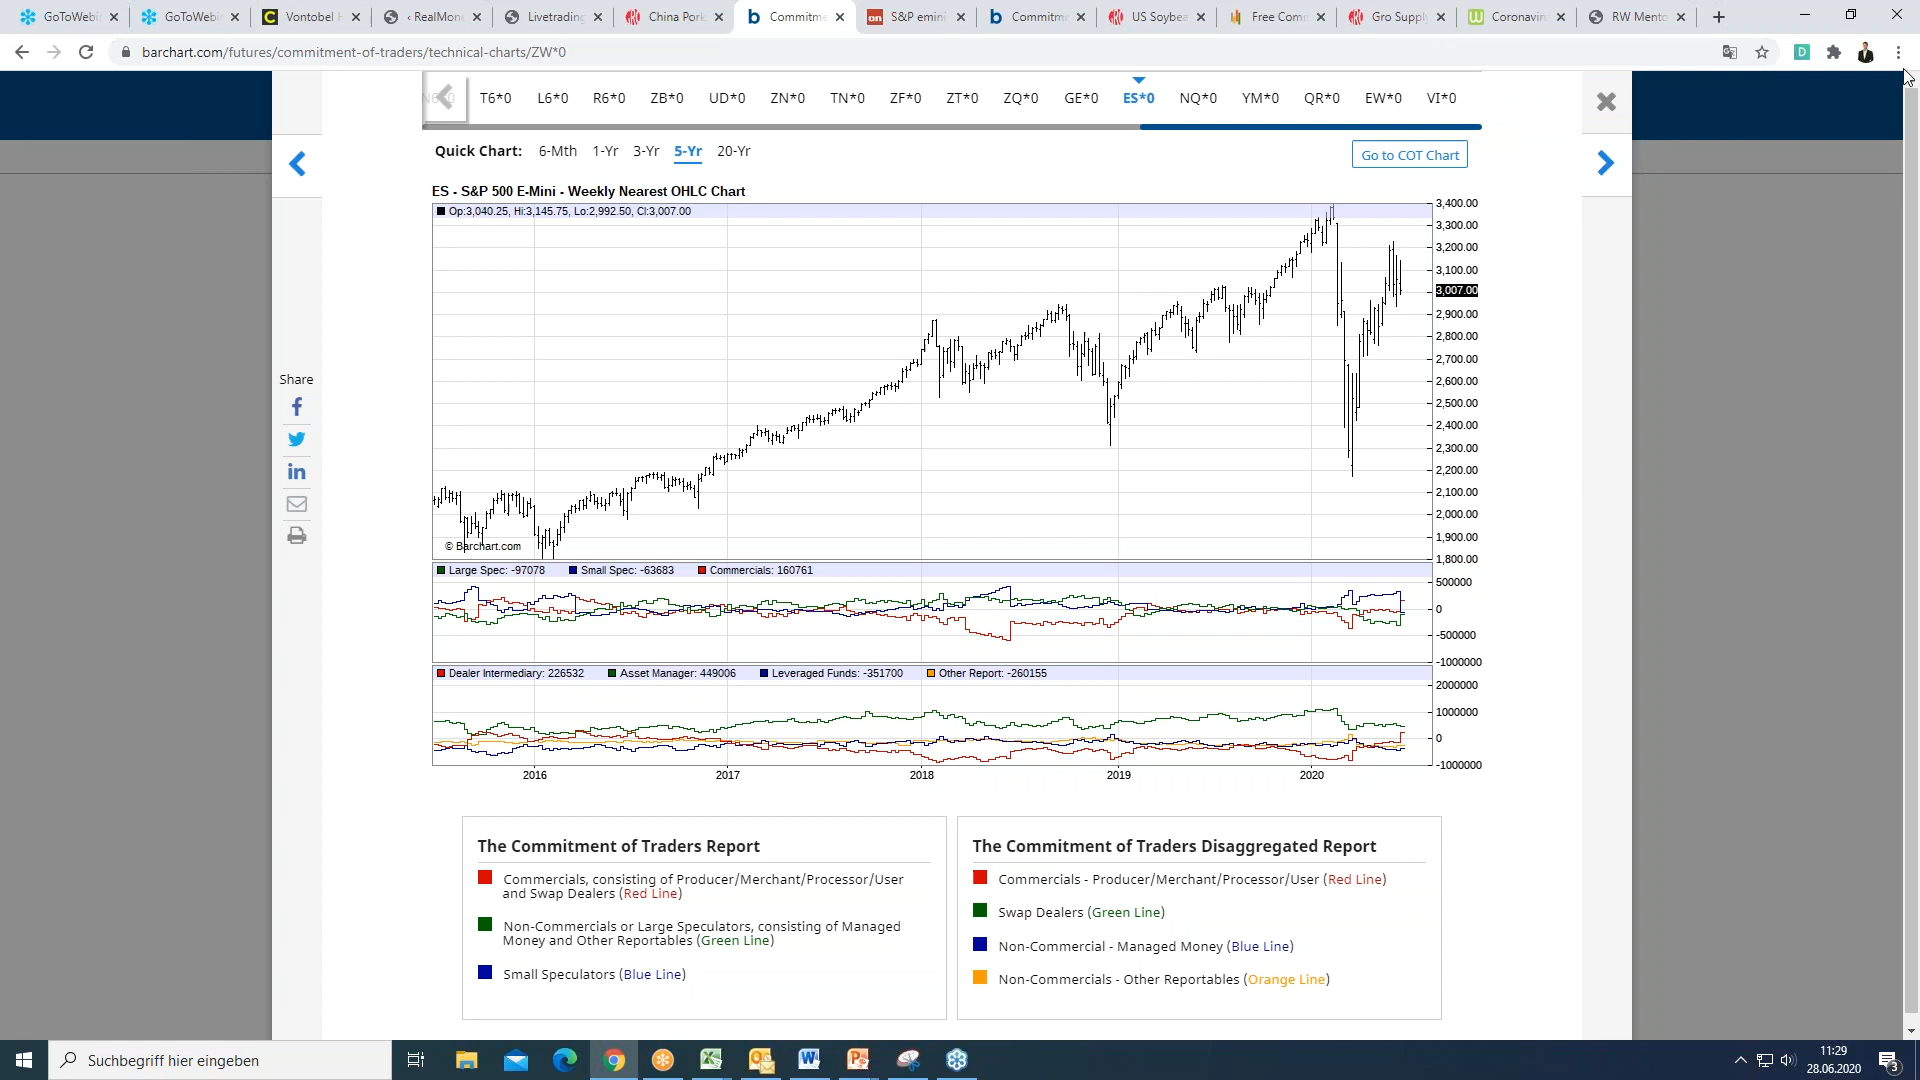 GoToWebi
GoToWebi
Vontobel
‹ RealMon
Livetrading
China Pork
Commitme
S&P emini
Commitm
US Soybea
Free Com
Gro Suppl
Coronavir
RW Mento
barchart.com/futures/commitment-of-traders/technical-charts/ZW*0
T6*0 L6*0 R6*0 ZB*0 UD*0 ZN*0 TN*0 ZF*0 ZT*0 ZQ*0 GE*0 ES*0 NQ*0 YM*0 QR*0 EW*0 VI*0
Quick Chart: 6-Mth 1-Yr 3-Yr 5-Yr 20-Yr
Go to COT Chart
ES - S&P 500 E-Mini - Weekly Nearest OHLC Chart
Op:3,040.25, Hi:3,145.75, Lo:2,992.50, Cl:3,007.00
3,400.00
3,300.00
3,200.00
3,100.00
3,007.00
2,900.00
2,800.00
2,700.00
2,600.00
2,500.00
2,400.00
2,300.00
2,200.00
2,100.00
2,000.00
1,900.00
1,800.00
© Barchart.com
Share
Large Spec: -97078 Small Spec: -63683 Commercials: 160761
500000
0
-500000
-1000000
Dealer Intermediary: 226532 Asset Manager: 449006 Leveraged Funds: -351700 Other Report: -260155
2000000
1000000
0
-1000000
2016 2017 2018 2019 2020
The Commitment of Traders Report
Commercials, consisting of Producer/Merchant/Processor/User
and Swap Dealers (Red Line)
Non-Commercials or Large Speculators, consisting of Managed
Money and Other Reportables (Green Line)
Small Speculators (Blue Line)
The Commitment of Traders Disaggregated Report
Commercials - Producer/Merchant/Processor/User (Red Line)
Swap Dealers (Green Line)
Non-Commercial - Managed Money (Blue Line)
Non-Commercials - Other Reportables (Orange Line)
Suchbegriff hier eingeben
11:29
28.06.2020
3